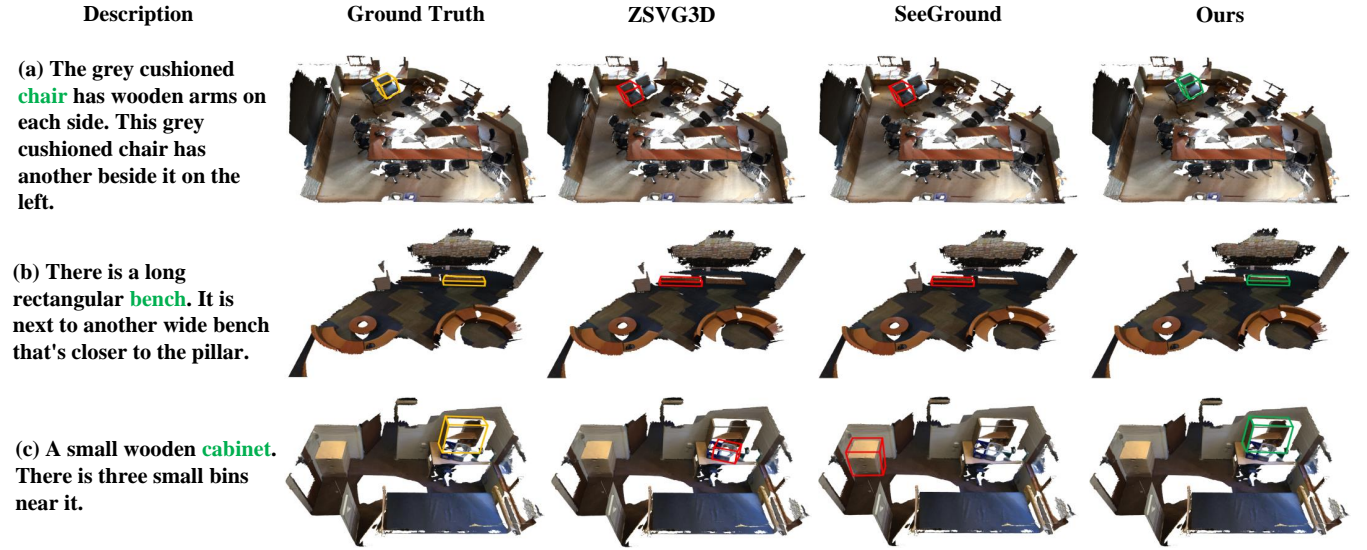 Description
Ground Truth
ZSVG3D
SeeGround
Ours
(a) The grey cushioned
chair has wooden arms on
each side. This grey
cushioned chair has
another beside it on the
left.
(b) There is a long
rectangular bench. It is
next to another wide bench
that's closer to the pillar.
(c) A small wooden cabinet.
There is three small bins
near it.